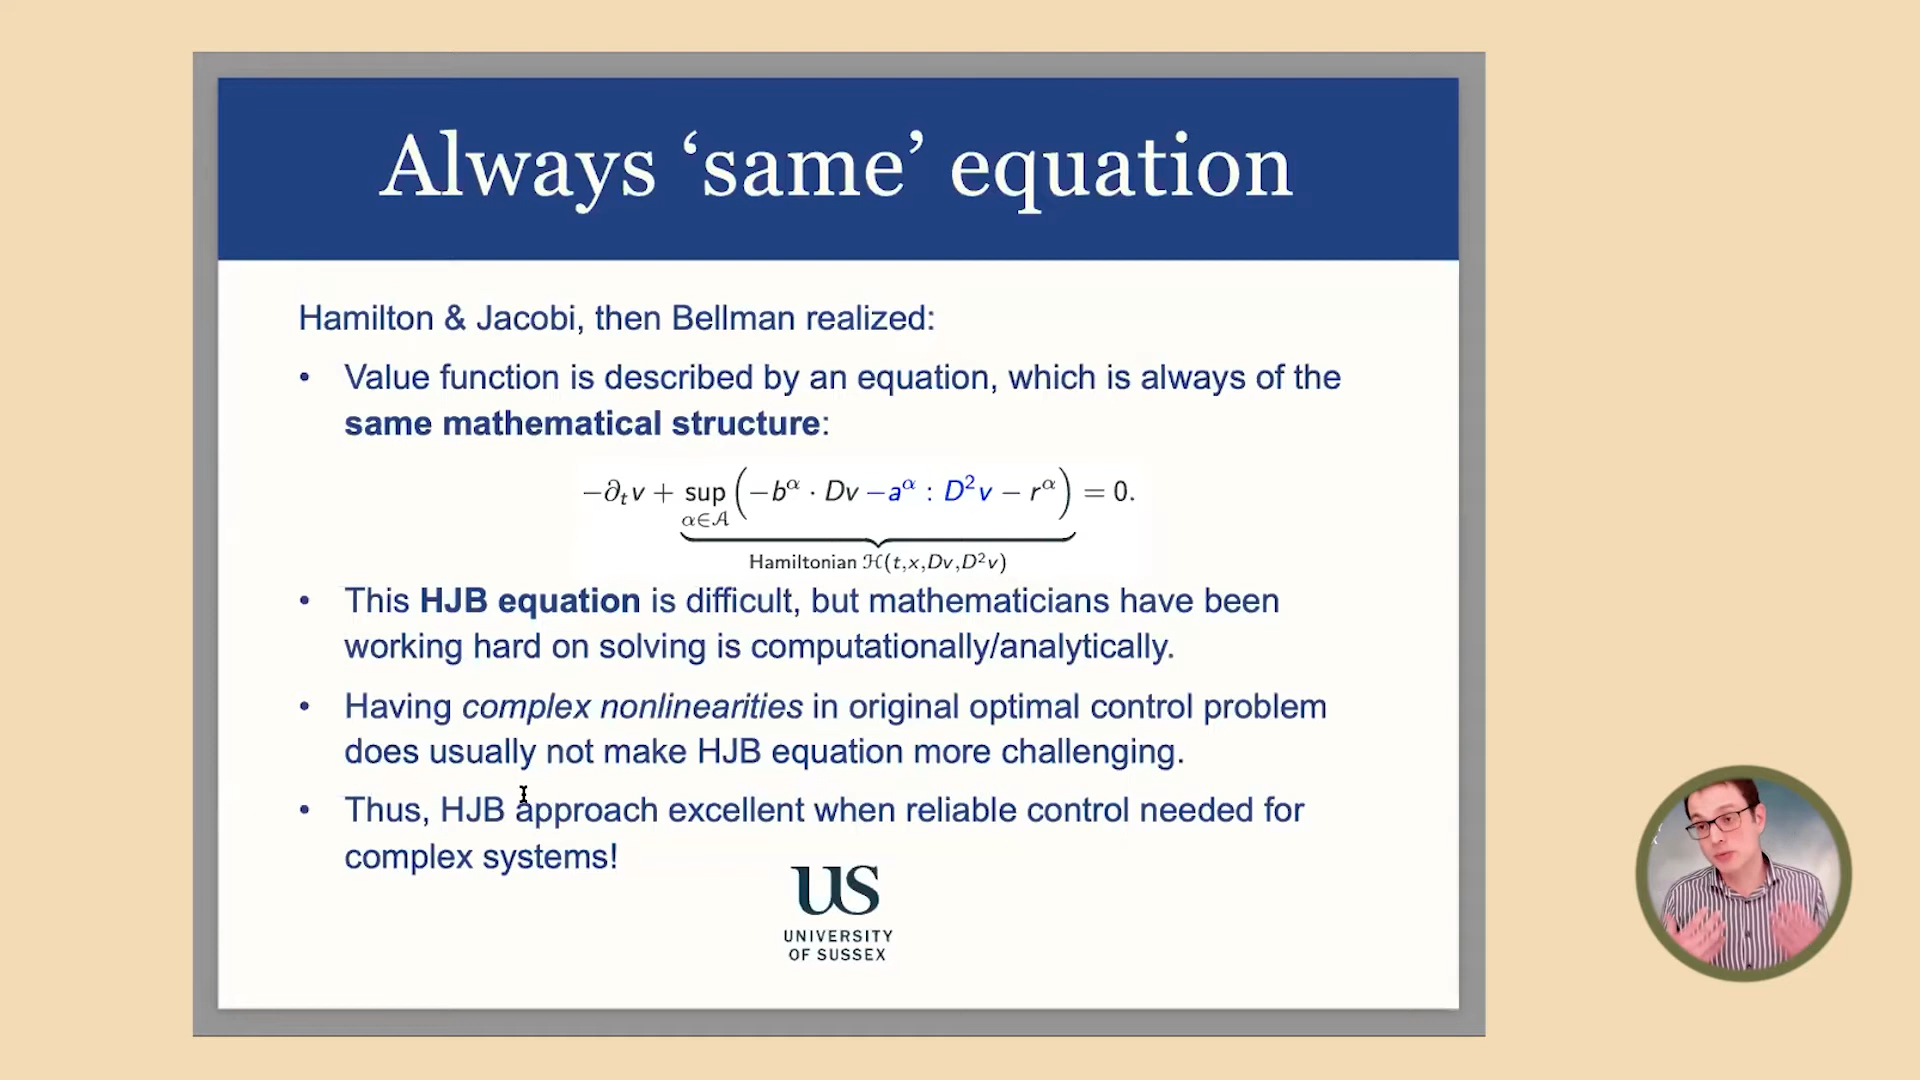 Always ‘same’ equation
Hamilton & Jacobi, then Bellman realized:
• Value function is described by an equation, which is always of the
same mathematical structure:
−∂ₜv + sup (−bᵅ · Dv −aᵅ : D²v − rᵅ) = 0.
α∈𝒜
Hamiltonian ℋ(t,x,Dv,D²v)
• This HJB equation is difficult, but mathematicians have been
working hard on solving is computationally/analytically.
• Having complex nonlinearities in original optimal control problem
does usually not make HJB equation more challenging.
• Thus, HJB approach excellent when reliable control needed for
complex systems!
US
UNIVERSITY
OF SUSSEX